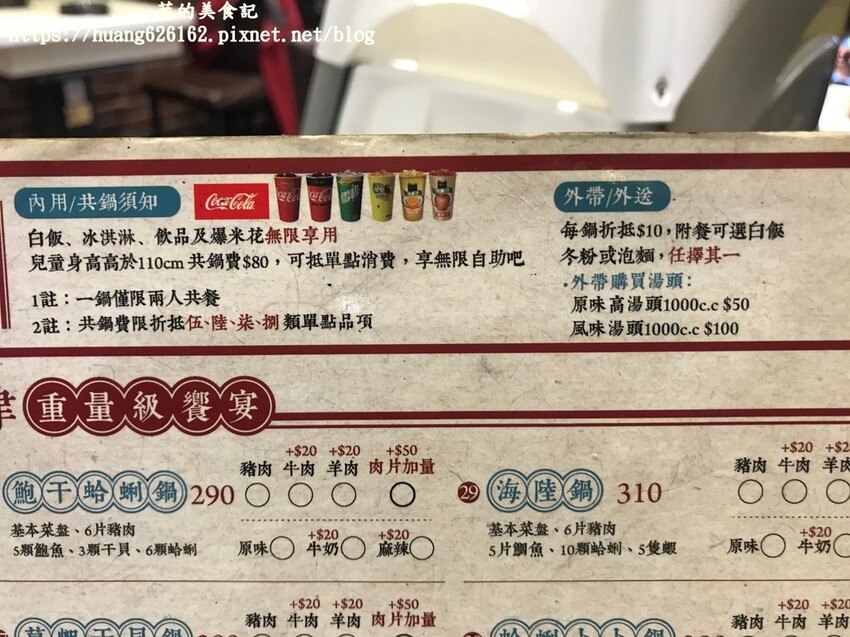 菲的美食記
https://huang626162.pixnet.net/blog
內用/共鍋須知
Coca-Cola
外帶/外送
白飯、冰淇淋、飲品及爆米花無限享用
兒童身高高於110cm 共鍋費$80，可抵單點消費，享無限自助吧
1註：一鍋僅限兩人共餐
2註：共鍋費限折抵伍、陸、柒、捌 類單點品項
每鍋折抵$10，附餐可選白飯
冬粉或泡麵，任擇其一
·外帶購買湯頭：
原味高湯頭1000c.c $50
風味湯頭1000c.c $100
重量級饗宴
+$20 +$20 +$50
豬肉 牛肉 羊肉 肉片加量
鮑干蛤蜊鍋 290
基本菜盤、6片豬肉
5顆鮑魚、3顆干貝、6顆蛤蜊
+$20 +$20
原味 牛奶 麻辣
+$20 +$2
豬肉 牛肉 羊
29 海陸鍋 310
基本菜盤、6片豬肉
5片鯛魚、10顆蛤蜊、5隻蝦
+$20
原味 牛奶
+$20 +$20 +$50
豬肉 牛肉 羊肉 肉片加量
+$20 +$2
豬肉 牛肉 羊